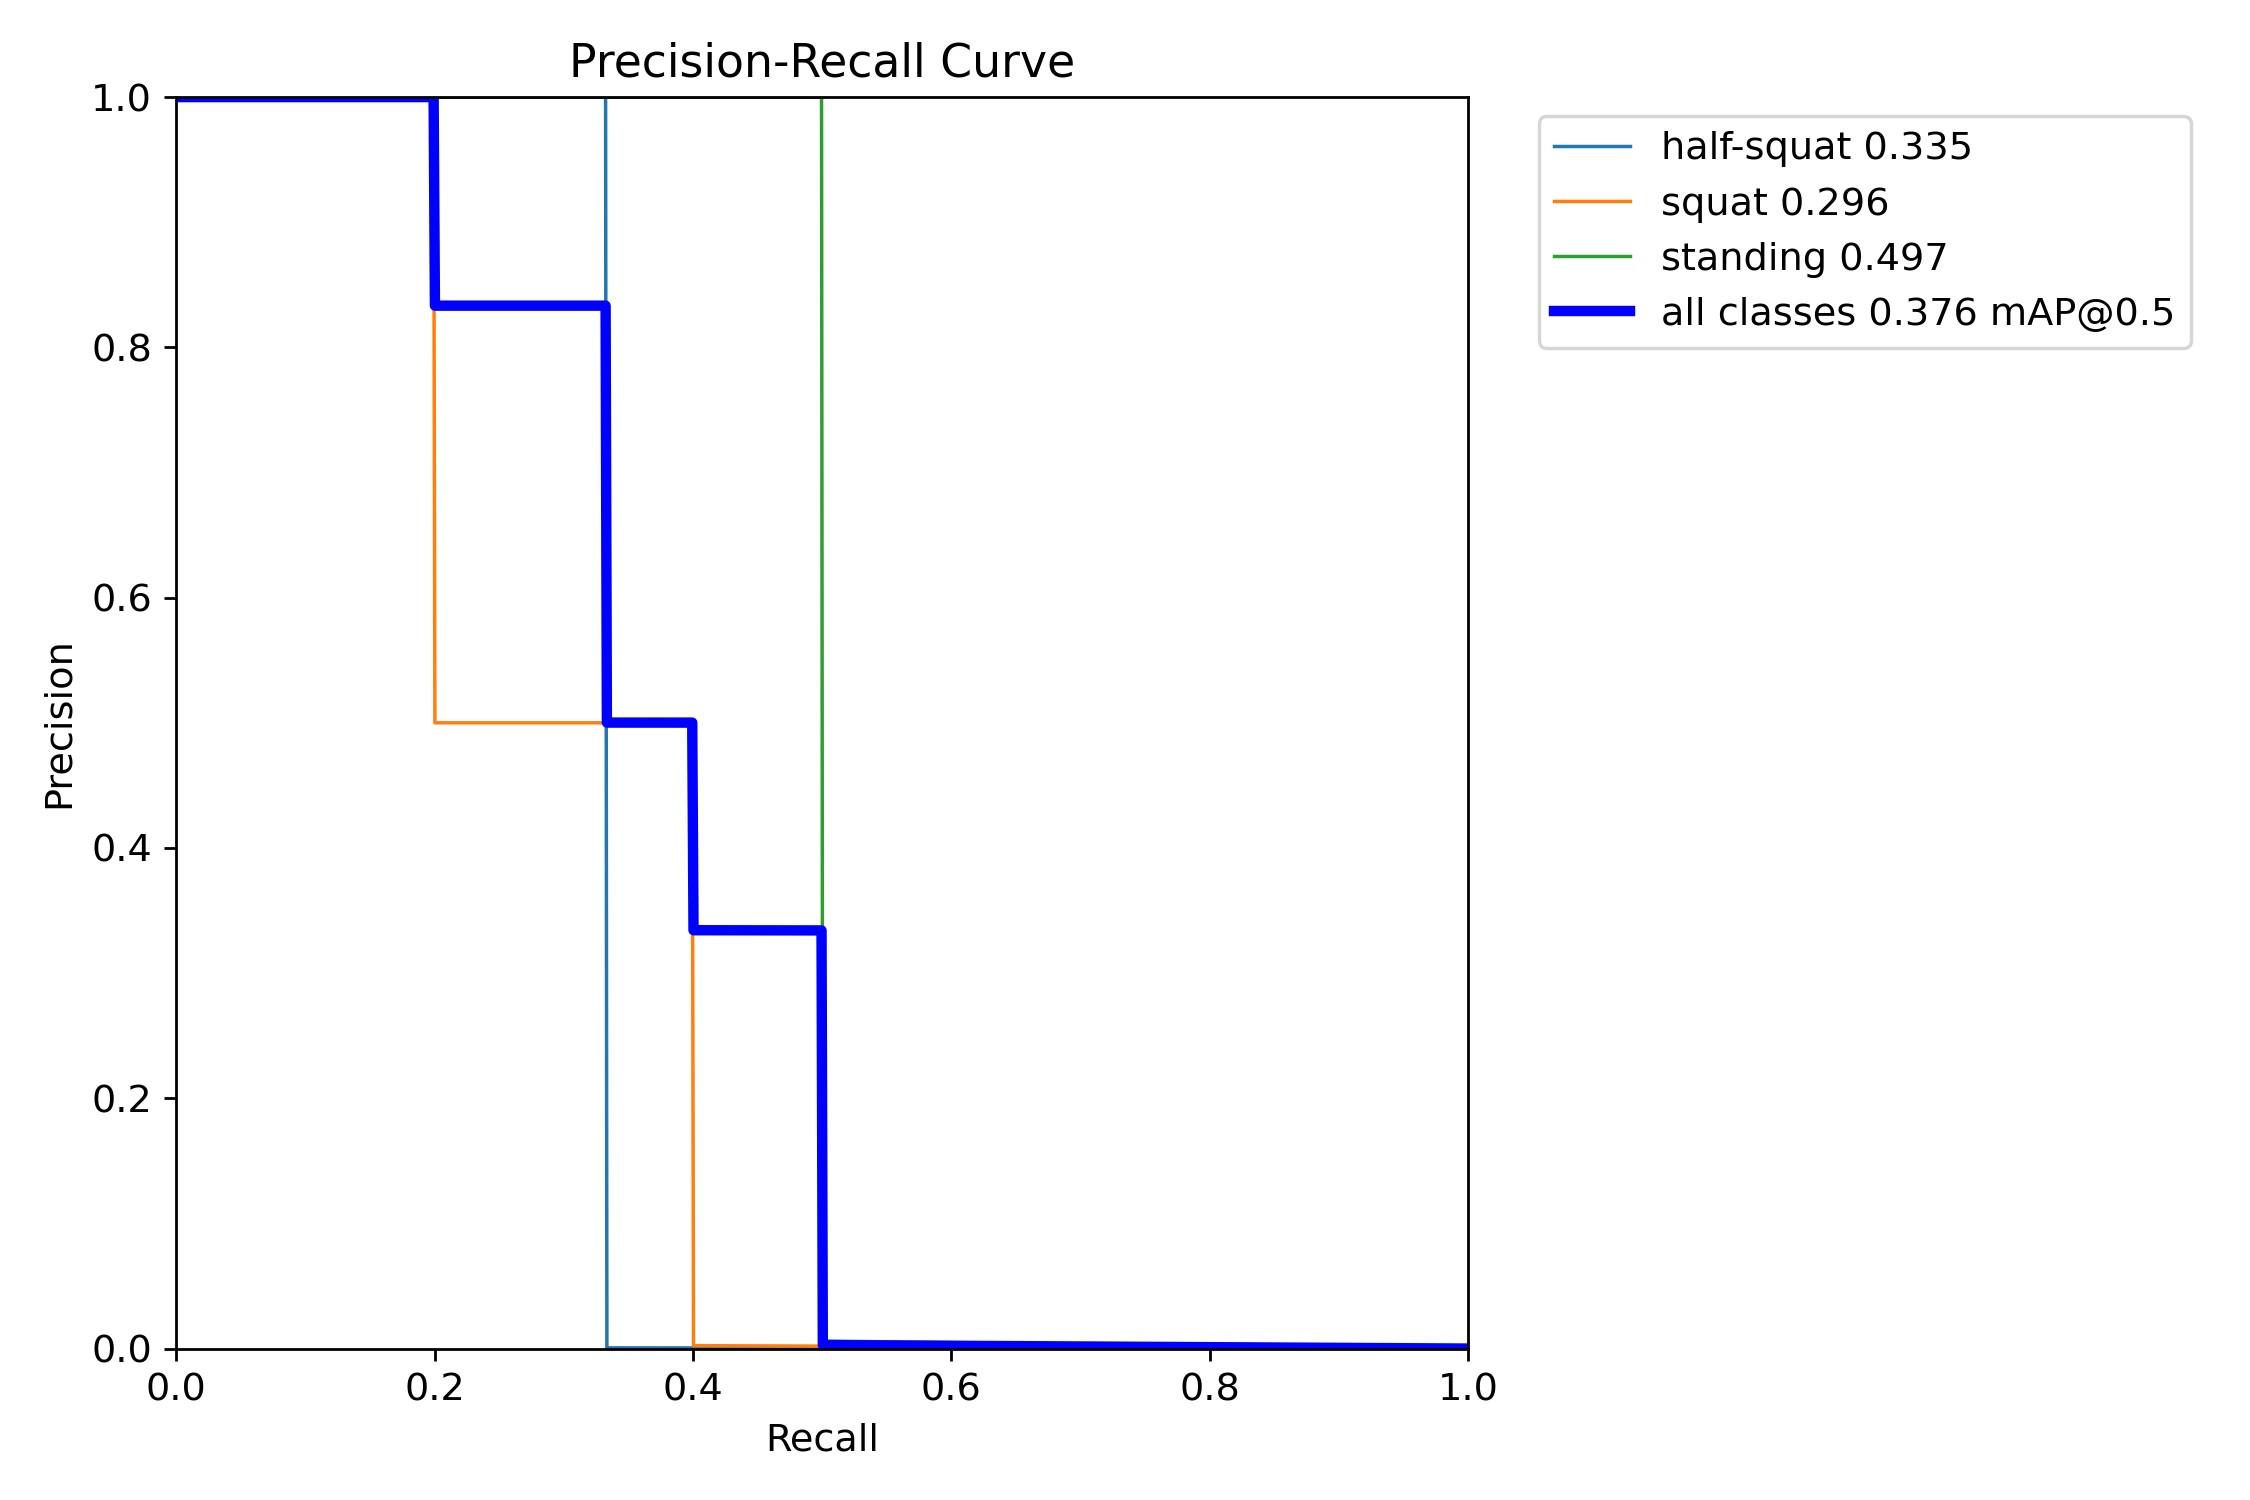 Precision-Recall Curve
1.0
0.8
0.6
0.4
0.2
0.0
Precision
0.0 0.2 0.4 0.6 0.8 1.0
Recall
half-squat 0.335
squat 0.296
standing 0.497
all classes 0.376 mAP@0.5